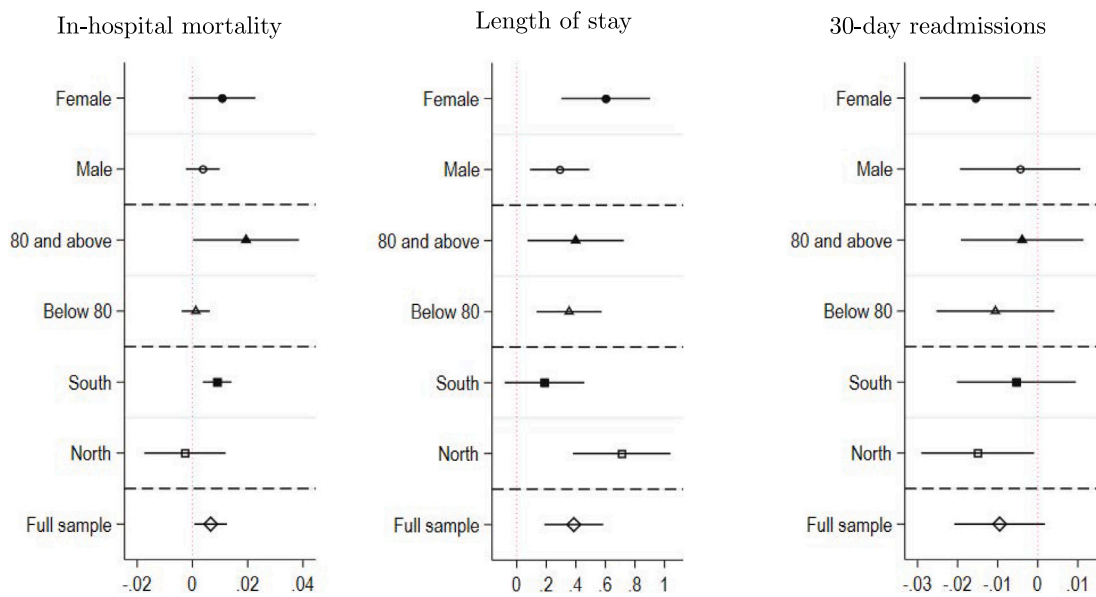 In-hospital mortality
Female
Male
80 and above
Below 80
South
North
Full sample
-.02 0 .02 .04
Length of stay
Female
Male
80 and above
Below 80
South
North
Full sample
0 .2 .4 .6 .8 1
30-day readmissions
Female
Male
80 and above
Below 80
South
North
Full sample
-0.03 -0.02 -0.01 0 .01